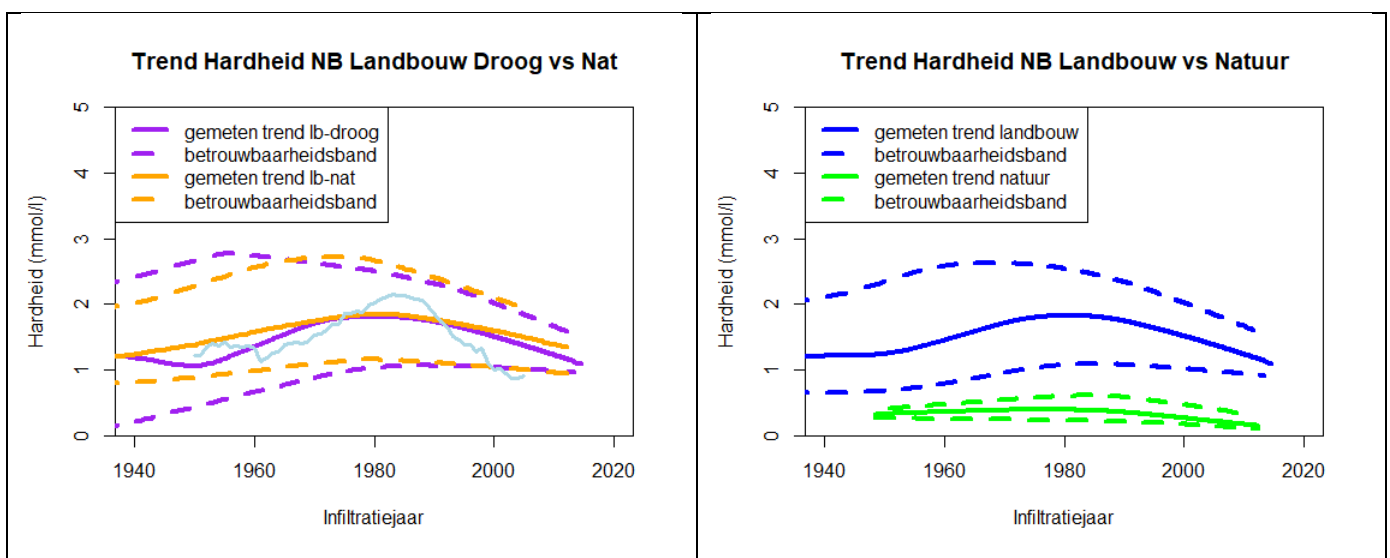 Trend Hardheid NB Landbouw Droog vs Nat
5
4
3
2
1
0
Hardheid (mmol/l)
gemeten trend lb-droog
betrouwbaarheidsband
gemeten trend lb-nat
betrouwbaarheidsband
1940 1960 1980 2000 2020
Infiltratiejaar
Trend Hardheid NB Landbouw vs Natuur
5
4
3
2
1
0
Hardheid (mmol/l)
gemeten trend landbouw
betrouwbaarheidsband
gemeten trend natuur
betrouwbaarheidsband
1940 1960 1980 2000 2020
Infiltratiejaar